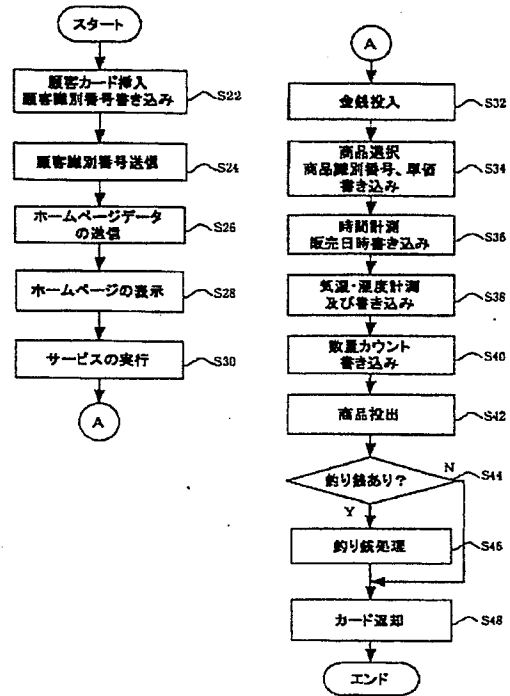 スタート
顧客カード挿入
顧客識別番号書き込み
S22
顧客識別番号送信
S24
ホームページデータ
の送信
S26
ホームページの表示
S28
サービスの実行
S30
A
A
金銭投入
S32
商品選択
商品識別番号、単価
書き込み
S34
時間計測
販売日時書き込み
S36
気温・湿度計測
及び書き込み
S38
数量カウント
書き込み
S40
商品投出
S42
釣り銭あり?
N
S44
Y
釣り銭処理
S46
カード返却
S48
エンド